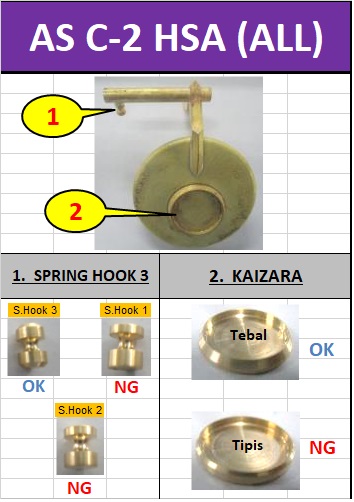 AS C-2 HSA (ALL)
1
2
1. SPRING HOOK 3
2. KAIZARA
S.Hook 3
S.Hook 1
OK
NG
S.Hook 2
NG
Tebal
OK
Tipis
NG